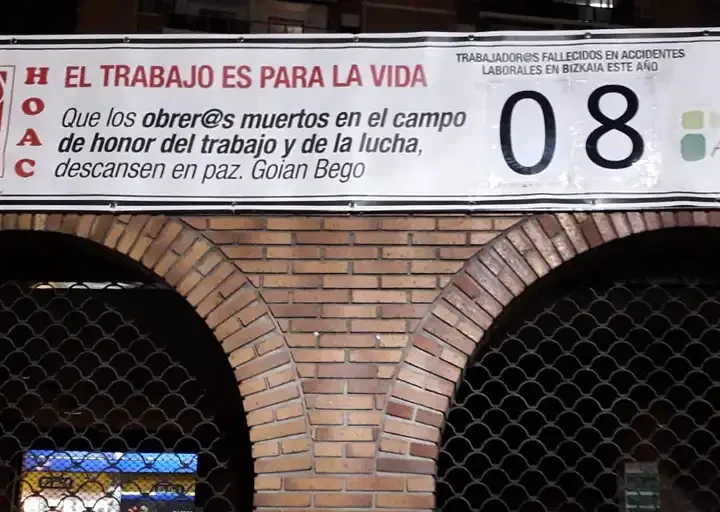 HOAC
EL TRABAJO ES PARA LA VIDA
Que los obrer@s muertos en el campo
de honor del trabajo y de la lucha,
descansen en paz. Goian Bego
TRABAJADOR@S FALLECIDOS EN ACCIDENTES
LABORALES EN BIZKAIA ESTE AÑO
08